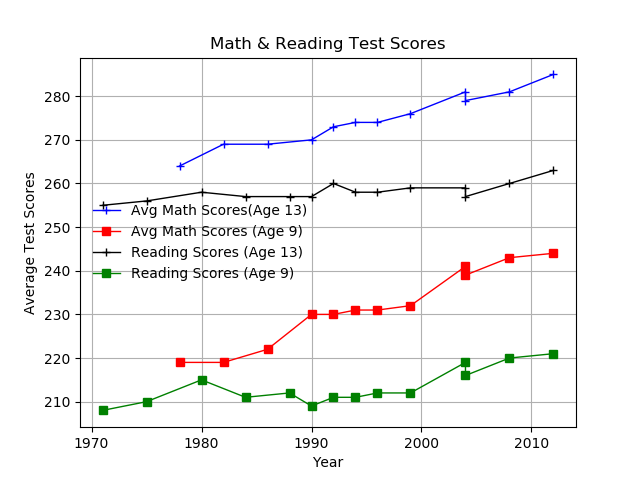 Math & Reading Test Scores
Average Test Scores
280
270
260
250
240
230
220
210
Avg Math Scores(Age 13)
Avg Math Scores (Age 9)
Reading Scores (Age 13)
Reading Scores (Age 9)
1970 1980 1990 2000 2010
Year